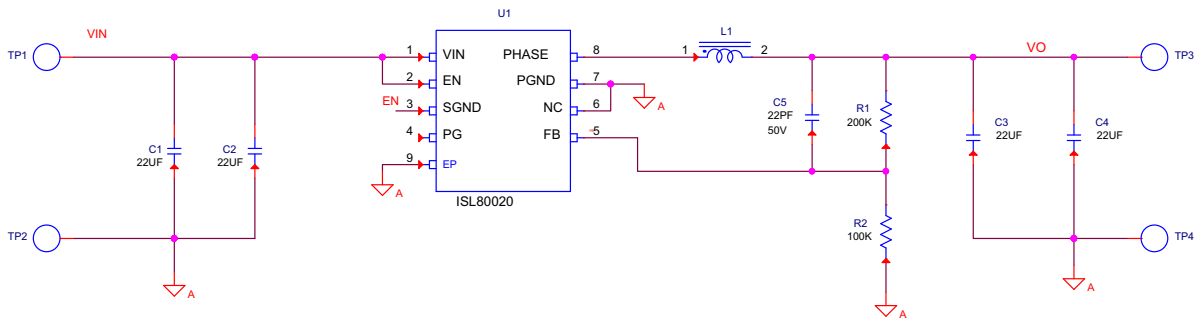 U1
L1
VIN
VO
TP1
1
VIN
PHASE
8
1
2
TP3
2
EN
PGND
7
EN
3
SGND
NC
6
A
C5
22PF
50V
R1
200K
4
PG
FB
5
C1
22UF
C2
22UF
C3
22UF
C4
22UF
9
EP
A
ISL80020
R2
100K
TP2
TP4
A
A
A